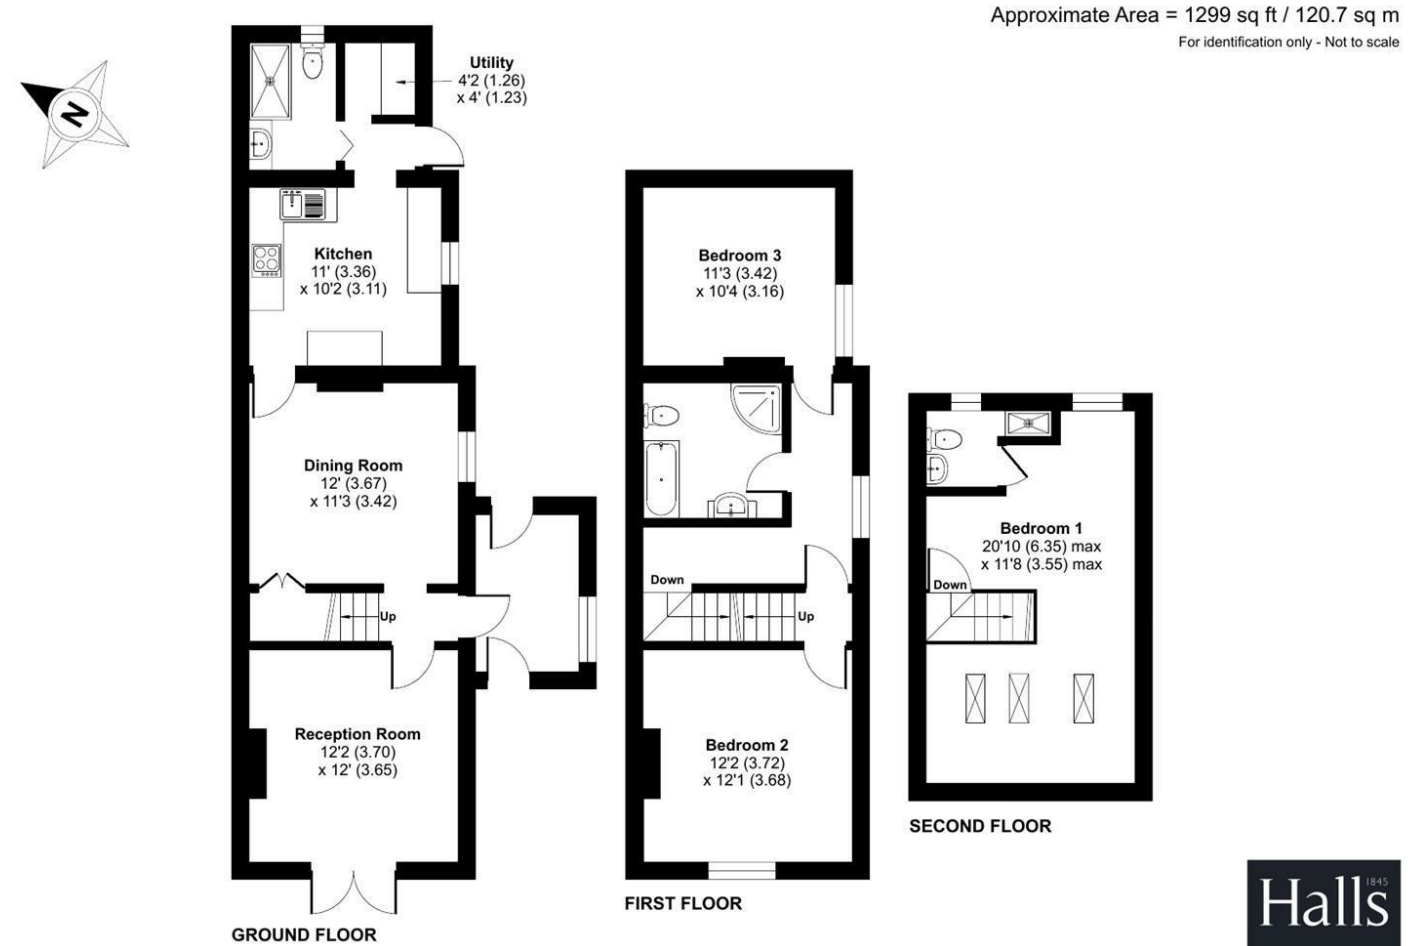 Approximate Area = 1299 sq ft / 120.7 sq m
For identification only - Not to scale
N
Utility
4'2 (1.26)
x 4' (1.23)
Kitchen
11' (3.36)
x 10'2 (3.11)
Dining Room
12' (3.67)
x 11'3 (3.42)
Up
Reception Room
12'2 (3.70)
x 12' (3.65)
GROUND FLOOR
Bedroom 3
11'3 (3.42)
x 10'4 (3.16)
Down
Up
Bedroom 2
12'2 (3.72)
x 12'1 (3.68)
FIRST FLOOR
Bedroom 1
20'10 (6.35) max
x 11'8 (3.55) max
Down
SECOND FLOOR
1845
Halls